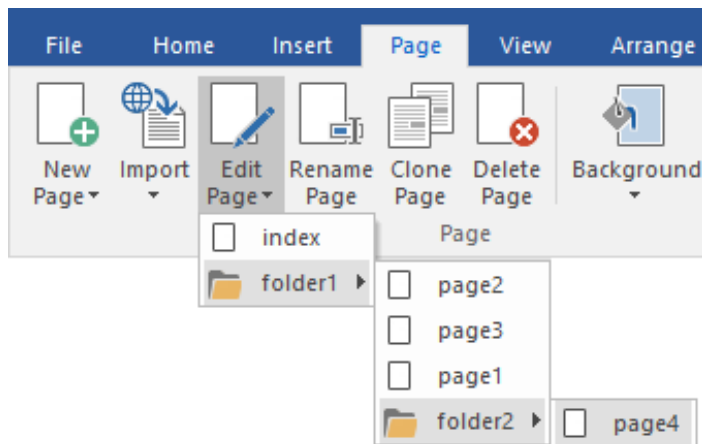 File Home Insert Page View Arrange
New Import Edit Rename Clone Delete Background
Page Page Page Page Page
index Page
folder1 page2
page3
page1
folder2 page4